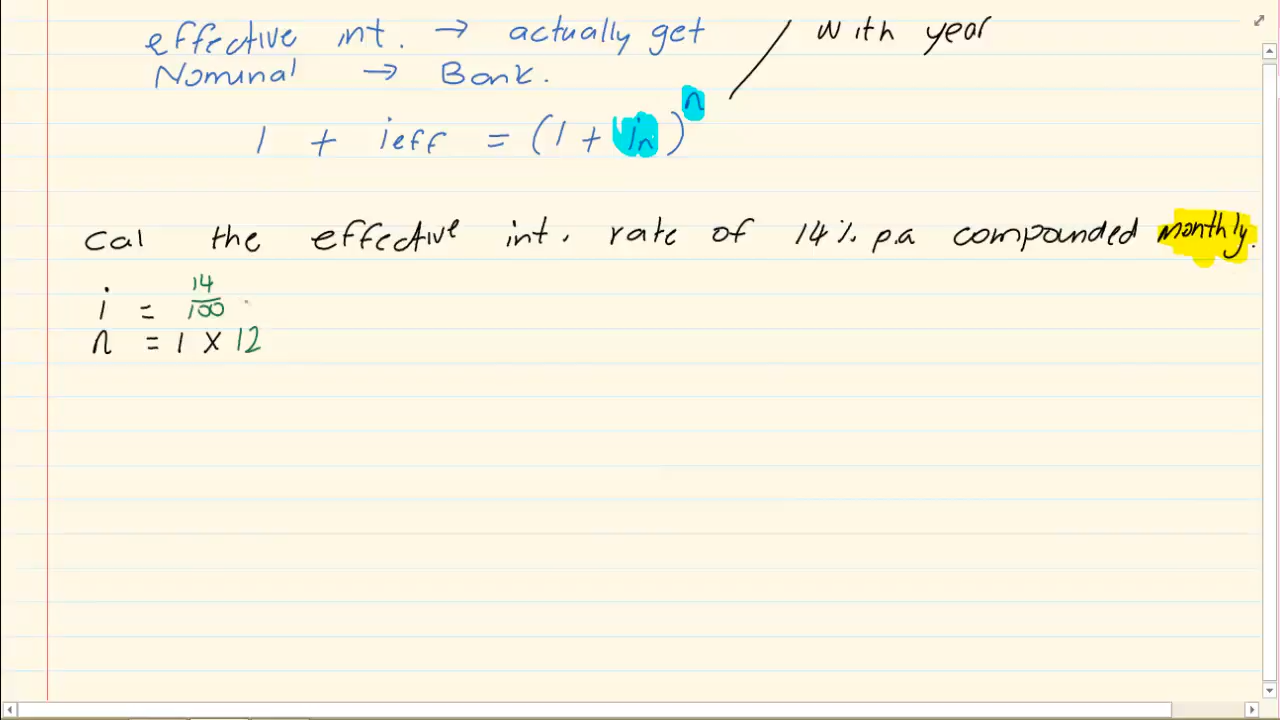 effective int. → actually get / with year
Nominal → Bank.
1 + ieff = (1 + in)^n
Cal the effective int. rate of 14% p.a compounded monthly.
i = 14/100
n = 1 × 12